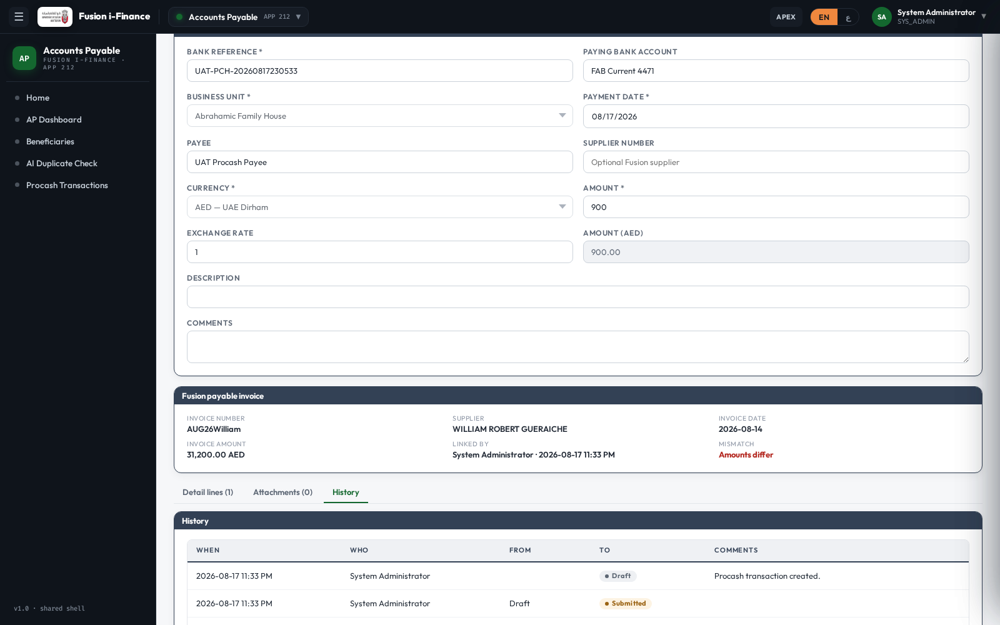 Fusion i-Finance
Accounts Payable APP 212
APEX
EN ع
SA System Administrator
SYS_ADMIN
AP Accounts Payable
FUSION I-FINANCE ·
APP 212
Home
AP Dashboard
Beneficiaries
AI Duplicate Check
Procash Transactions
v1.0 · shared shell
BANK REFERENCE * PAYING BANK ACCOUNT
UAT-PCH-20260817230533 FAB Current 4471
BUSINESS UNIT * PAYMENT DATE *
Abrahamic Family House 08/17/2026
PAYEE SUPPLIER NUMBER
UAT Procash Payee Optional Fusion supplier
CURRENCY * AMOUNT *
AED — UAE Dirham 900
EXCHANGE RATE AMOUNT (AED)
1 900.00
DESCRIPTION
COMMENTS
Fusion payable invoice
INVOICE NUMBER SUPPLIER INVOICE DATE
AUG26William WILLIAM ROBERT GUERAICHE 2026-08-14
INVOICE AMOUNT LINKED BY MISMATCH
31,200.00 AED System Administrator · 2026-08-17 11:33 PM Amounts differ
Detail lines (1) Attachments (0) History
History
WHEN WHO FROM TO COMMENTS
2026-08-17 11:33 PM System Administrator Draft Procash transaction created.
2026-08-17 11:33 PM System Administrator Draft Submitted